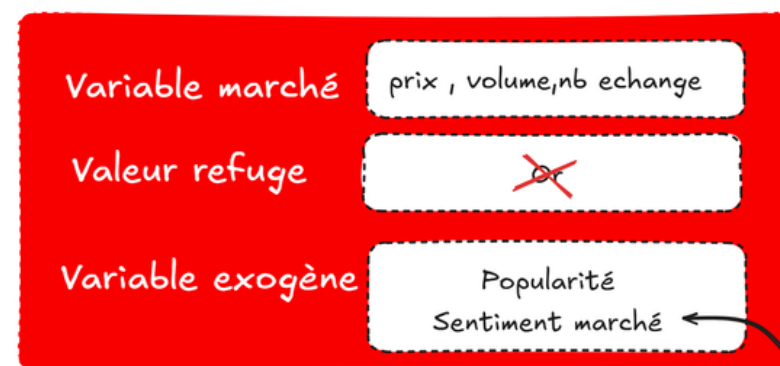 Variable marché
prix , volume,nb echange
Valeur refuge
Or
Variable exogène
Popularité
Sentiment marché